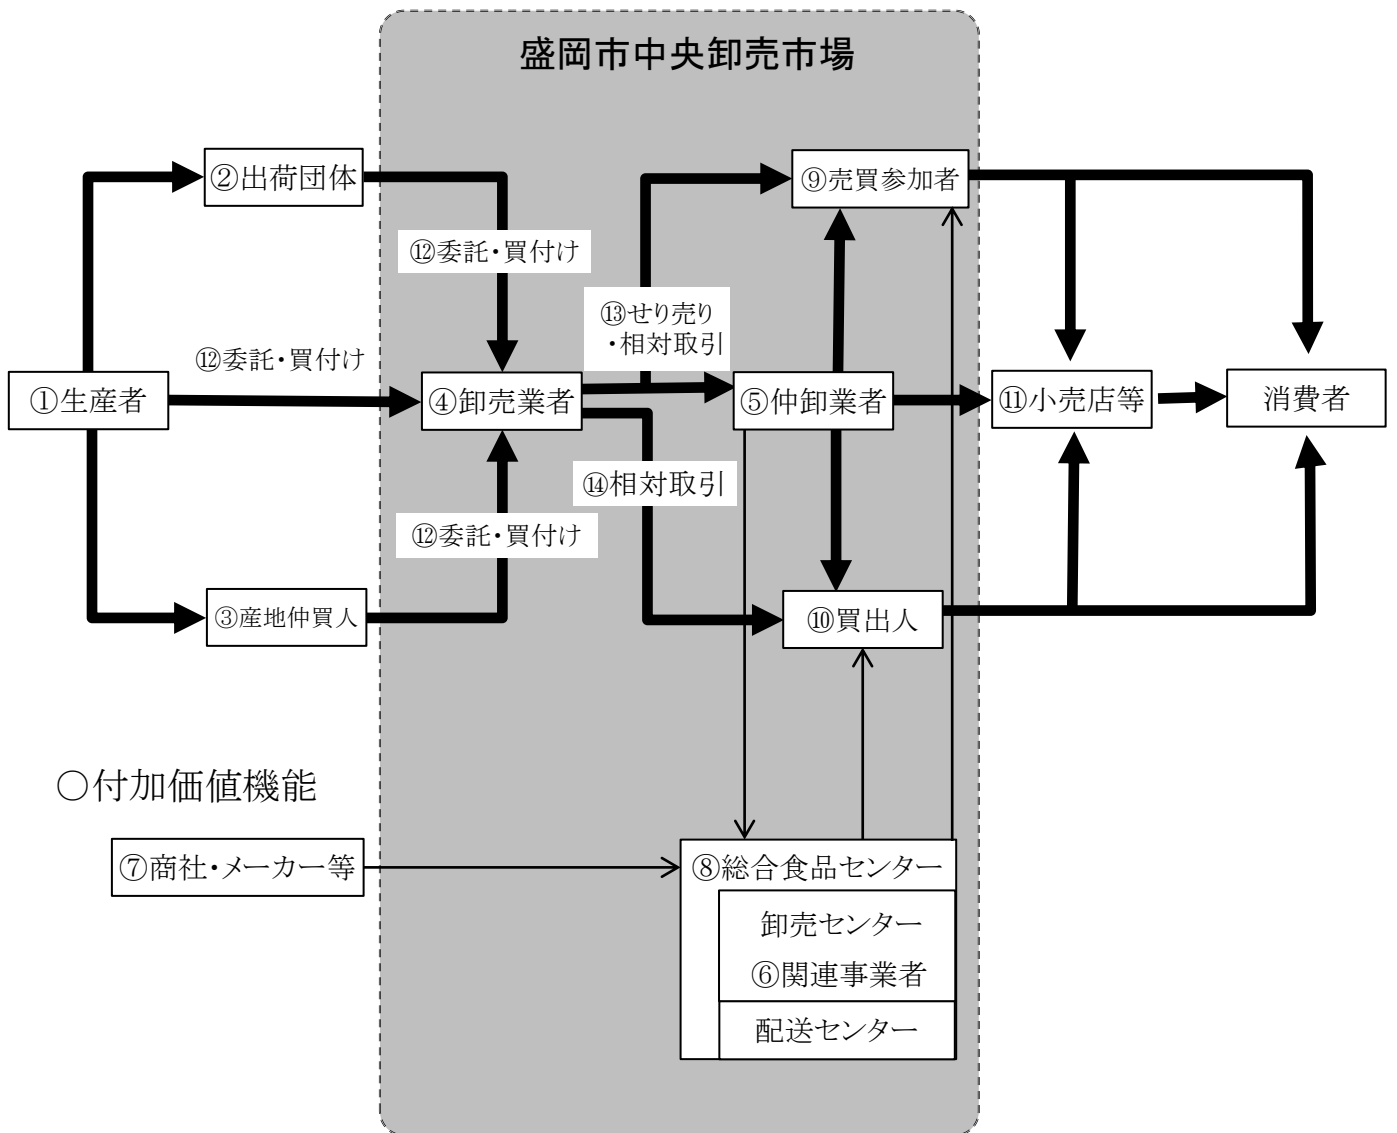 盛岡市中央卸売市場
②出荷団体
⑨売買参加者
⑫委託・買付け
⑬せり売り
・相対取引
⑫委託・買付け
①生産者
④卸売業者
⑤仲卸業者
⑪小売店等
消費者
⑭相対取引
⑫委託・買付け
③産地仲買人
⑩買出人
○付加価値機能
⑦商社・メーカー等
⑧総合食品センター
卸売センター
⑥関連事業者
配送センター